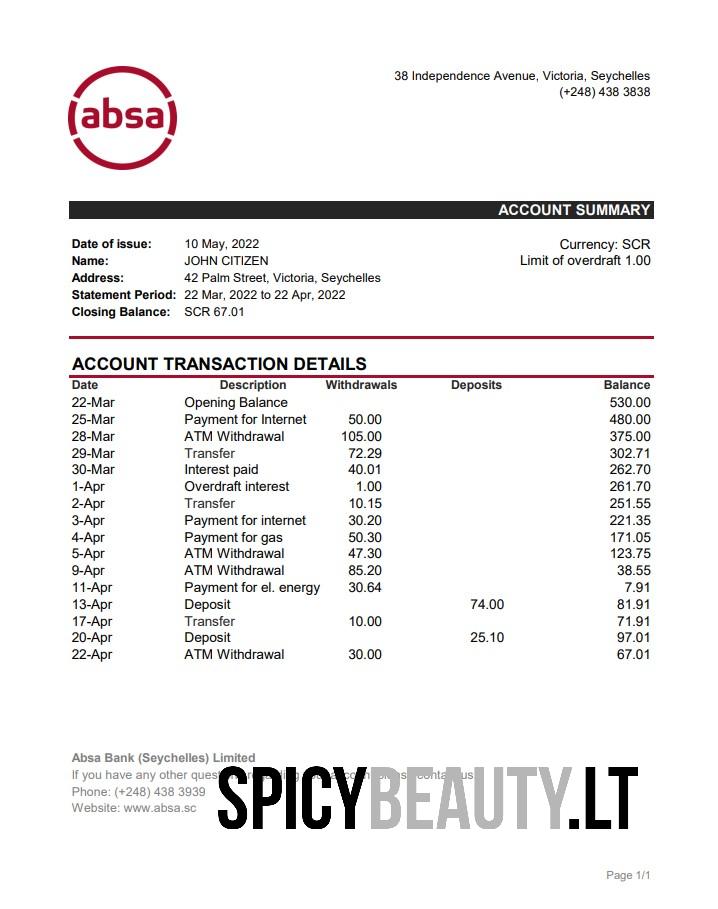 absa
38 Independence Avenue, Victoria, Seychelles
(+248) 438 3838
ACCOUNT SUMMARY
Date of issue: 10 May, 2022
Name: JOHN CITIZEN
Address: 42 Palm Street, Victoria, Seychelles
Statement Period: 22 Mar, 2022 to 22 Apr, 2022
Closing Balance: SCR 67.01
Currency: SCR
Limit of overdraft 1.00
ACCOUNT TRANSACTION DETAILS
Date Description Withdrawals Deposits Balance
22-Mar Opening Balance 530.00
25-Mar Payment for Internet 50.00 480.00
28-Mar ATM Withdrawal 105.00 375.00
29-Mar Transfer 72.29 302.71
30-Mar Interest paid 40.01 262.70
1-Apr Overdraft interest 1.00 261.70
2-Apr Transfer 10.15 251.55
3-Apr Payment for internet 30.20 221.35
4-Apr Payment for gas 50.30 171.05
5-Apr ATM Withdrawal 47.30 123.75
9-Apr ATM Withdrawal 85.20 38.55
11-Apr Payment for el. energy 30.64 7.91
13-Apr Deposit 74.00 81.91
17-Apr Transfer 10.00 71.91
20-Apr Deposit 25.10 97.01
22-Apr ATM Withdrawal 30.00 67.01
Absa Bank (Seychelles) Limited
If you have any other
Phone: (+248) 438 3939
Website: www.absa.sc
SPICYBEAUTY.LT
Page 1/1